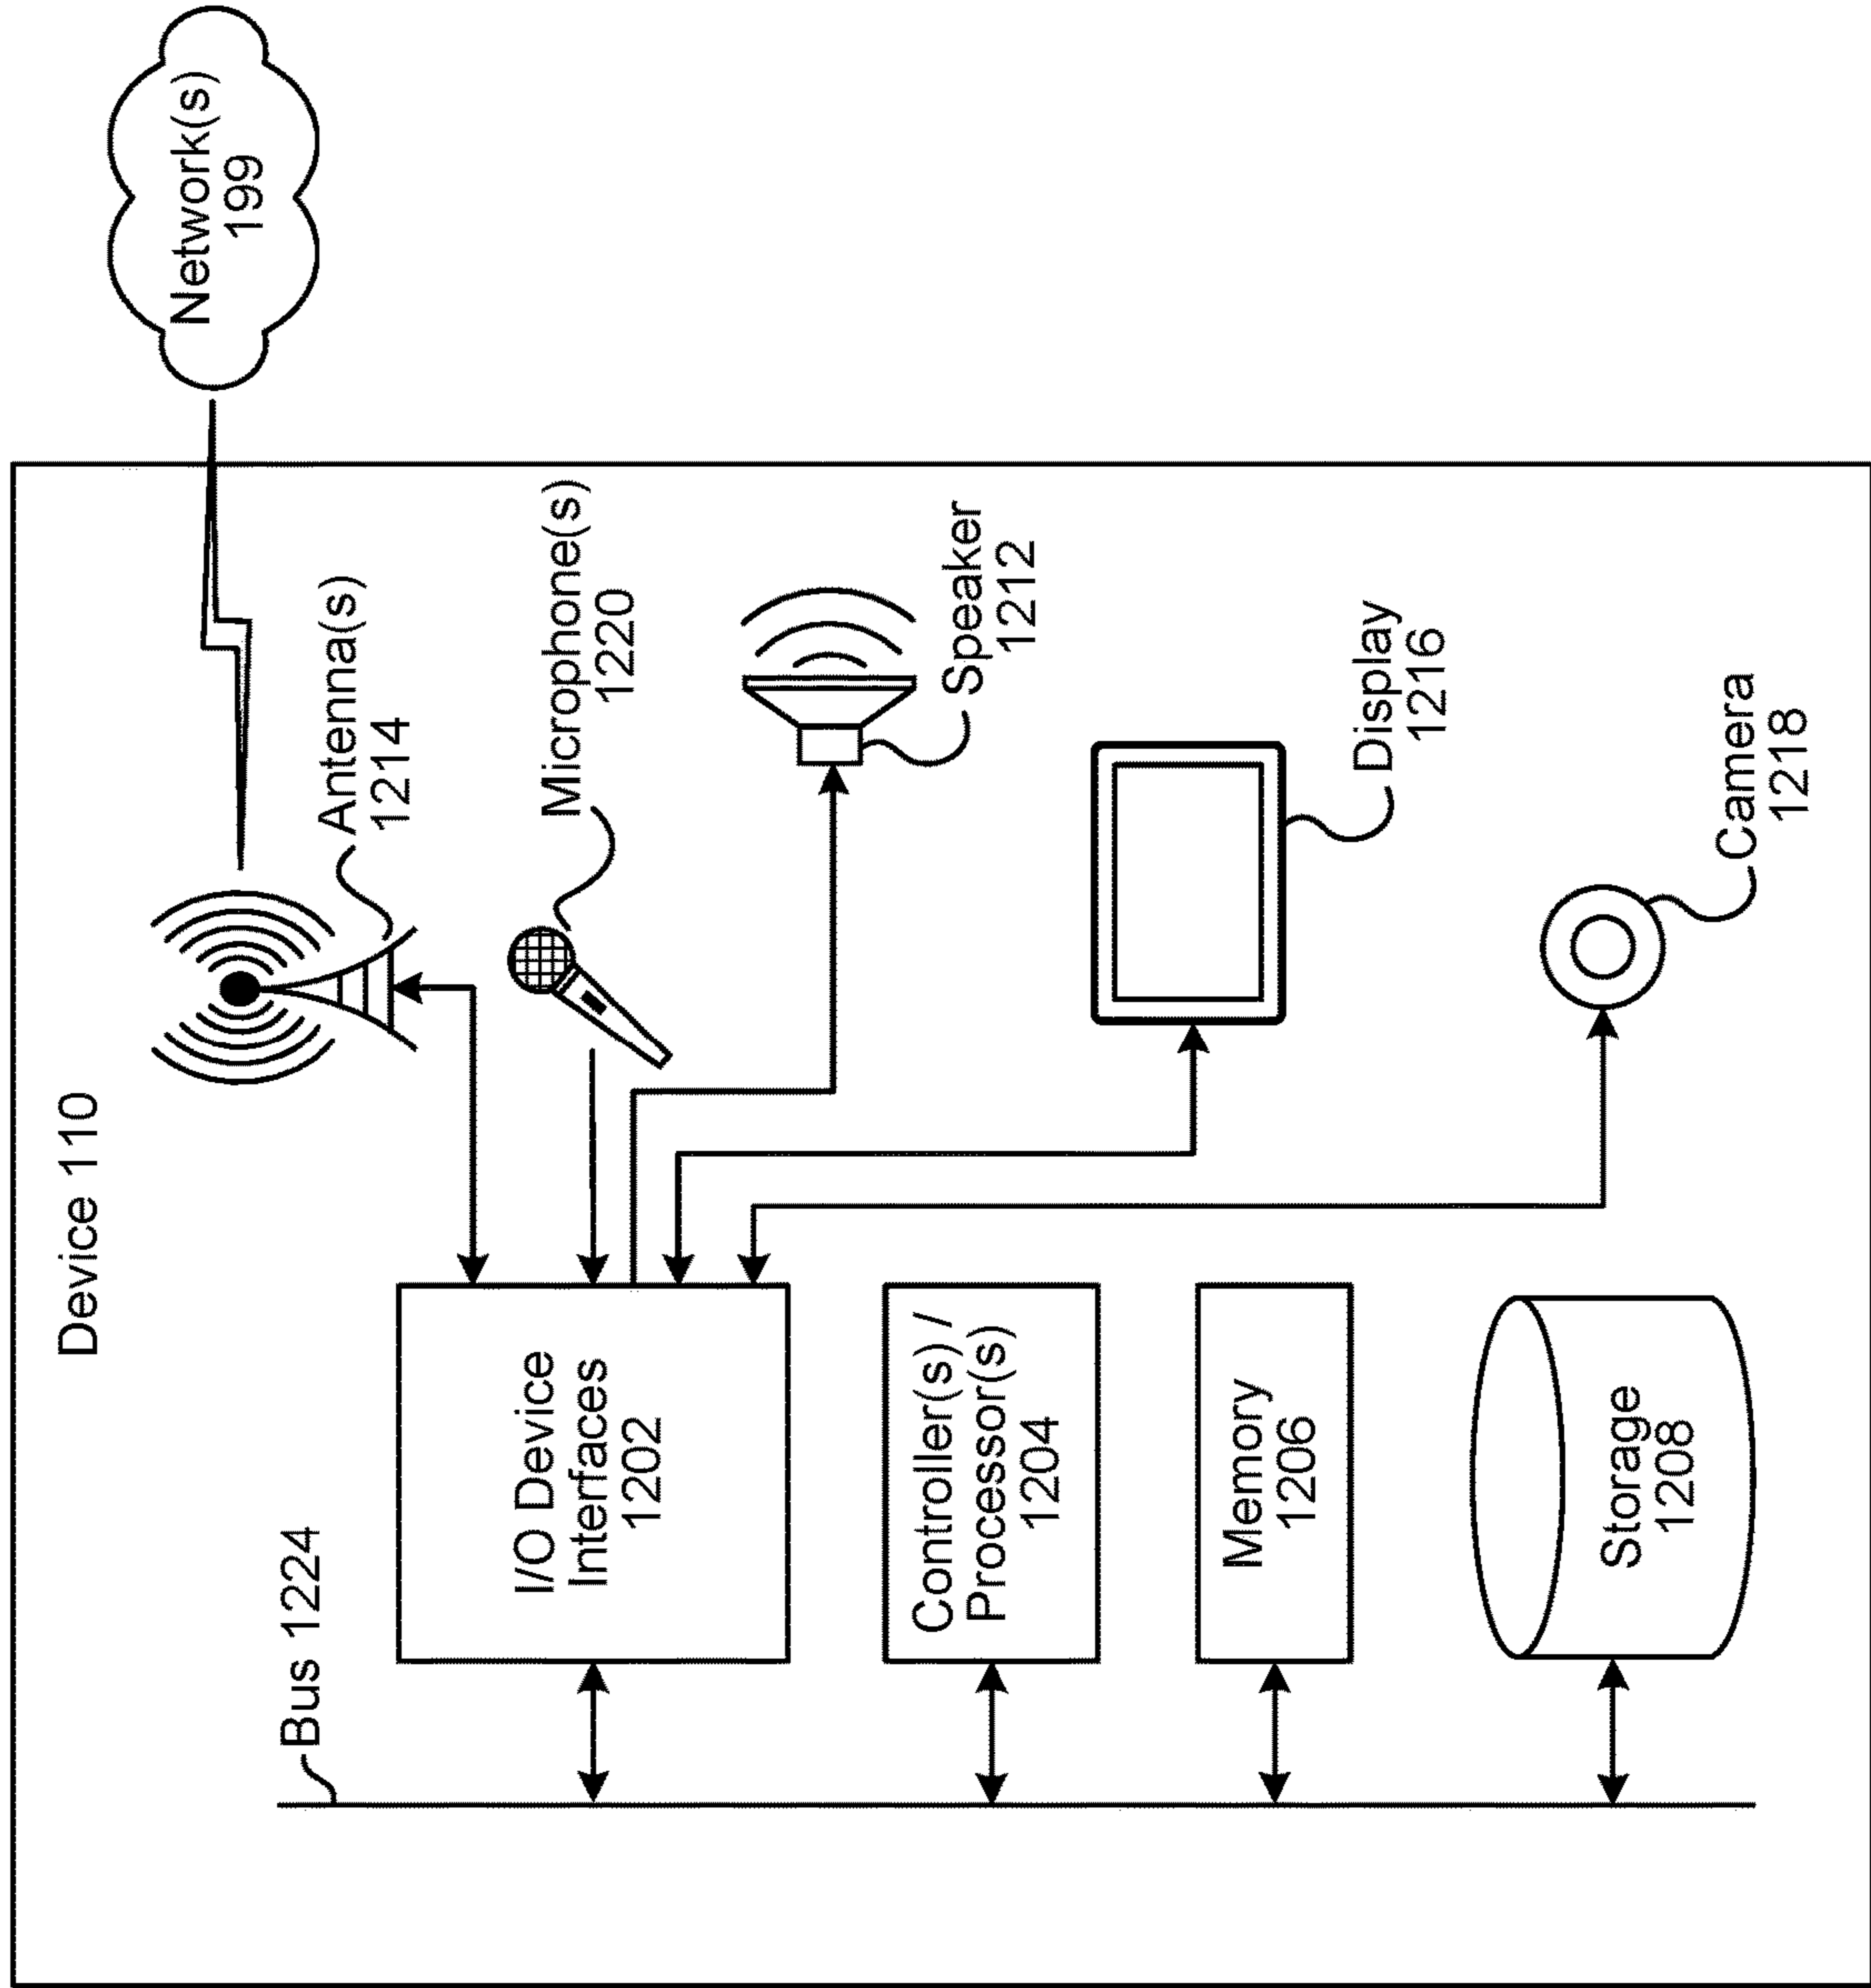 Device 110
Network(s)
199
Bus 1224
Antenna(s)
1214
I/O Device
Interfaces
1202
Microphone(s)
1220
Controller(s) /
Processor(s)
1204
Speaker
1212
Memory
1206
Display
1216
Storage
1208
Camera
1218